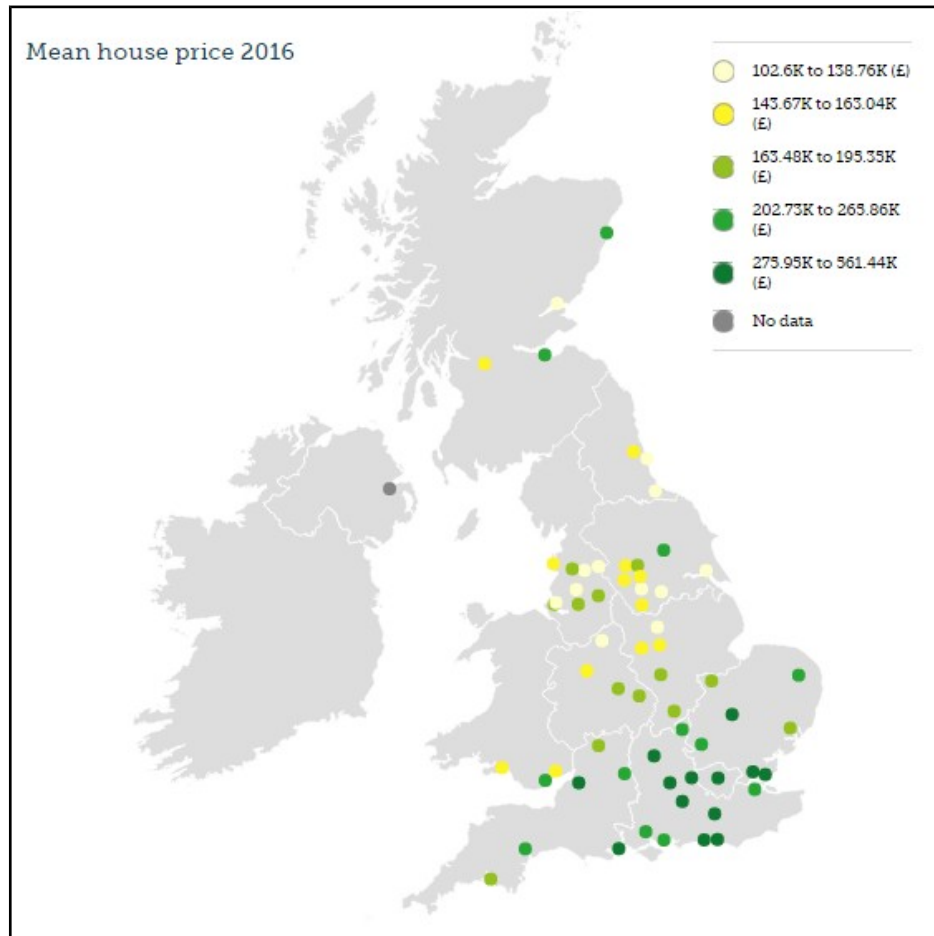 Mean house price 2016
102.6K to 138.76K (£)
143.67K to 163.04K
(£)
163.48K to 195.35K
(£)
202.73K to 265.86K
(£)
275.95K to 561.44K
(£)
No data